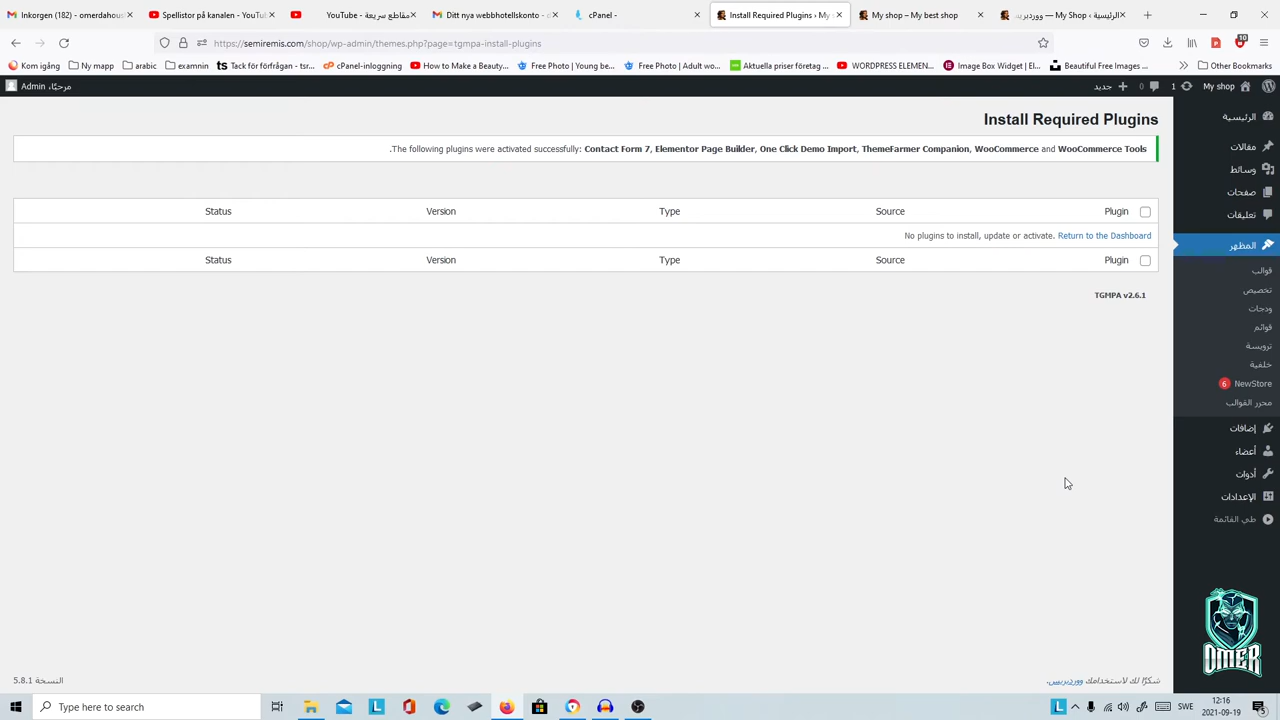 Inkorgen (182) - omerdahous
Spellistor på kanalen - YouTu
YouTube - مقاطع سريعة
Ditt nya webbhotellskonto - 
cPanel -
Install Required Plugins ‹ My
My shop – My best shop
الرئيسية ‹ My Shop — ووردبري
https://semiremis.com/shop/wp-admin/themes.php?page=tgmpa-install-plugins
10
Kom igång
Ny mapp
arabic
examnin
Tack för förfrågan - tsr...
cPanel-inloggning
How to Make a Beauty...
Free Photo | Young be...
Free Photo | Adult wo...
Aktuella priser företag ...
WORDPRESS ELEMEN...
Image Box Widget | El...
Beautiful Free Images ...
Other Bookmarks
My shop
1
0
جديد
مرحبًا، Admin
Install Required Plugins
The following plugins were activated successfully: Contact Form 7, Elementor Page Builder, One Click Demo Import, ThemeFarmer Companion, WooCommerce and WooCommerce Tools.
Plugin Source Type Version Status
No plugins to install, update or activate. Return to the Dashboard
Plugin Source Type Version Status
TGMPA v2.6.1
الرئيسية
مقالات
وسائط
صفحات
تعليقات
المظهر
قوالب
تخصيص
ودجات
قوائم
ترويسة
خلفية
NewStore 6
محرر القوالب
إضافات
أعضاء
أدوات
الإعدادات
طي القائمة
OMER
شكرًا لك لاستخدامك ووردبريس.
النسخة 5.8.1
Type here to search
SWE
12:16
2021-09-19
5